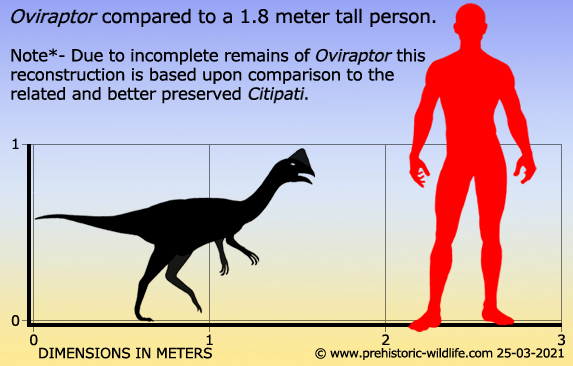 Oviraptor compared to a 1.8 meter tall person.
Note*- Due to incomplete remains of Oviraptor this
reconstruction is based upon comparison to the
related and better preserved Citipati.
1
0
0 1 2 3
DIMENSIONS IN METERS © www.prehistoric-wildlife.com 25-03-2021